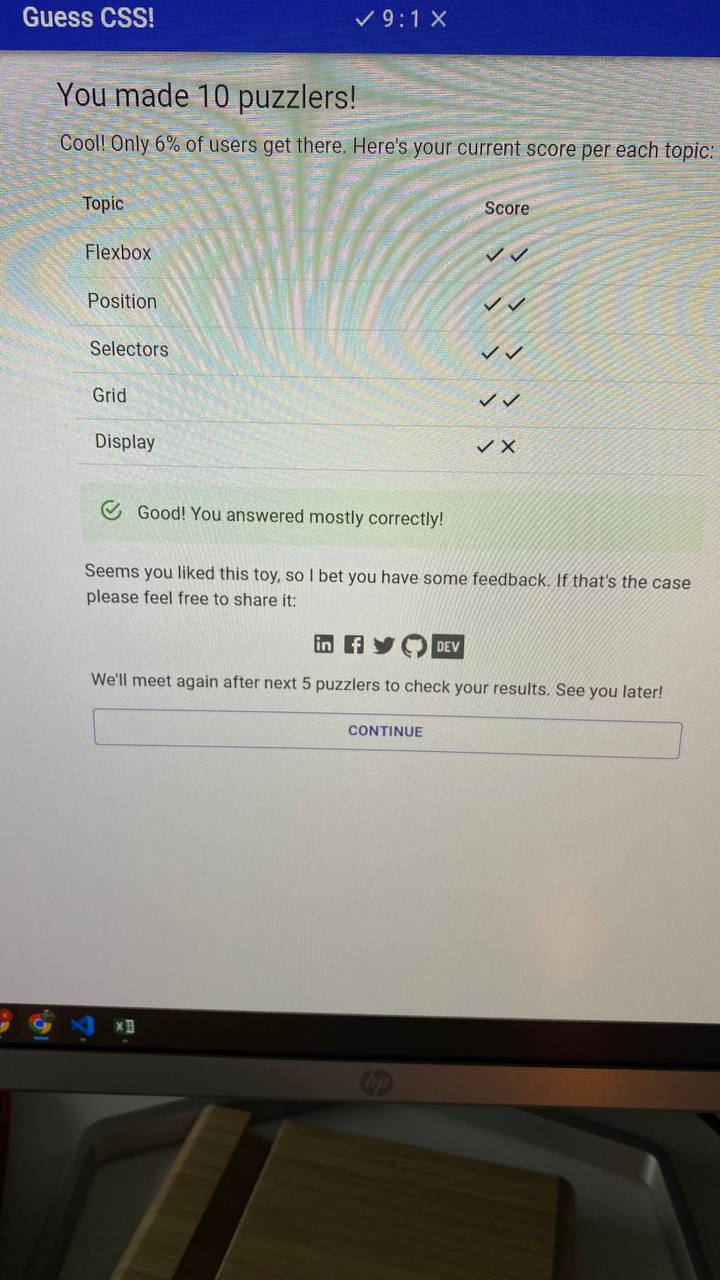 Guess CSS!
✓ 9 : 1 ✕
You made 10 puzzlers!
Cool! Only 6% of users get there. Here's your current score per each topic:
Topic Score
Flexbox ✓✓
Position ✓✓
Selectors ✓✓
Grid ✓✓
Display ✓✕
Good! You answered mostly correctly!
Seems you liked this toy, so I bet you have some feedback. If that's the case
please feel free to share it:
in f DEV
We'll meet again after next 5 puzzlers to check your results. See you later!
CONTINUE
hp